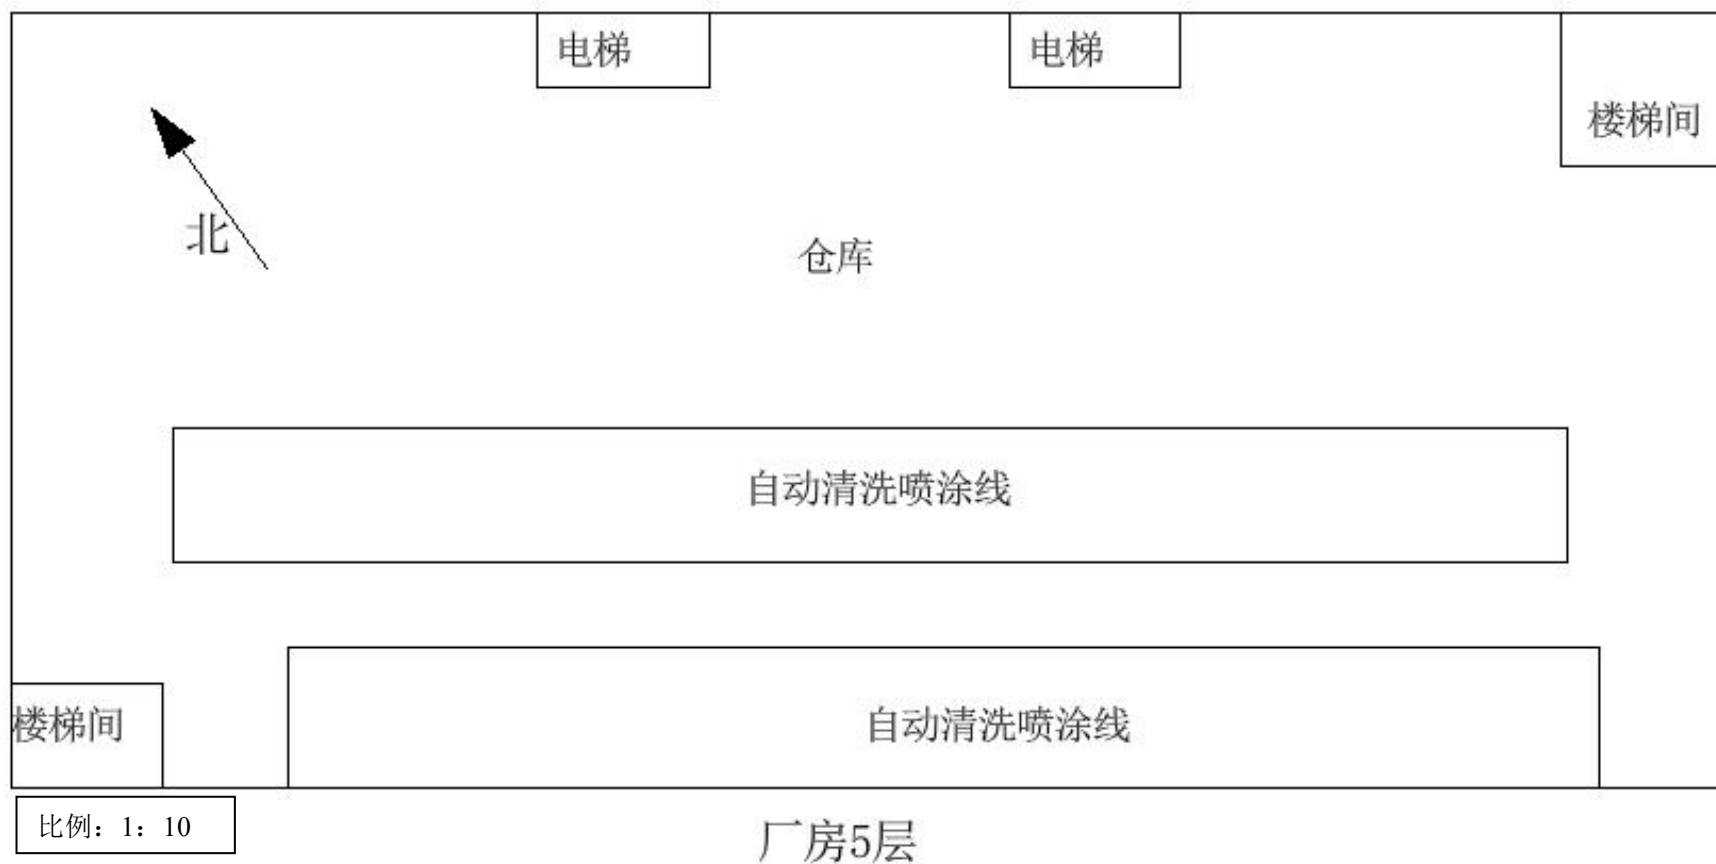 电梯
电梯
楼梯间
北
仓库
自动清洗喷涂线
楼梯间
自动清洗喷涂线
比例：1：10
厂房5层